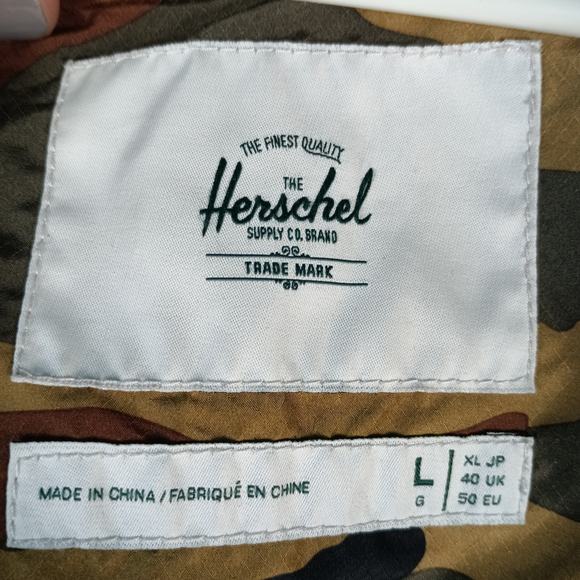 THE FINEST QUALITY
THE
Herschel
SUPPLY CO. BRAND
TRADE MARK
MADE IN CHINA / FABRIQUÉ EN CHINE
L
G
XL JP
40 UK
50 EU